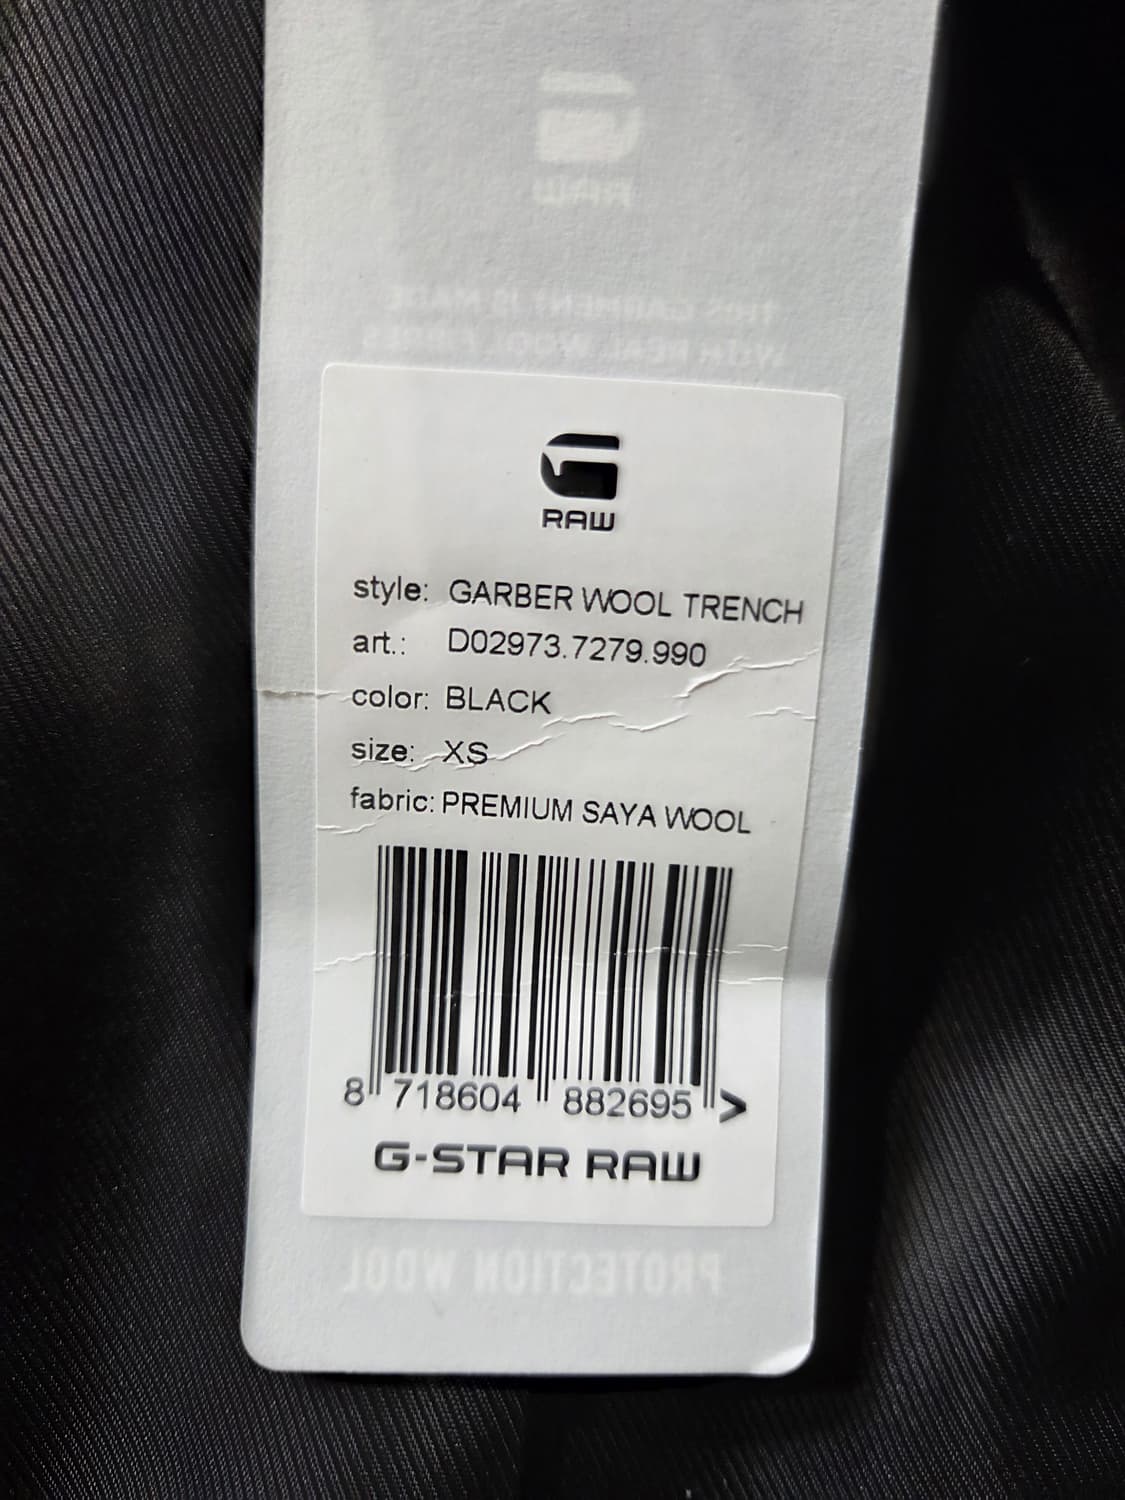 RAW
THIS GARMENT IS MADE
WITH REAL WOOL
RAW
style: GARBER WOOL TRENCH
art.: D02973.7279.990
color: BLACK
size: XS
fabric: PREMIUM SAYA WOOL
8 718604 882695 >
G-STAR RAW
PROTECTION WOOL